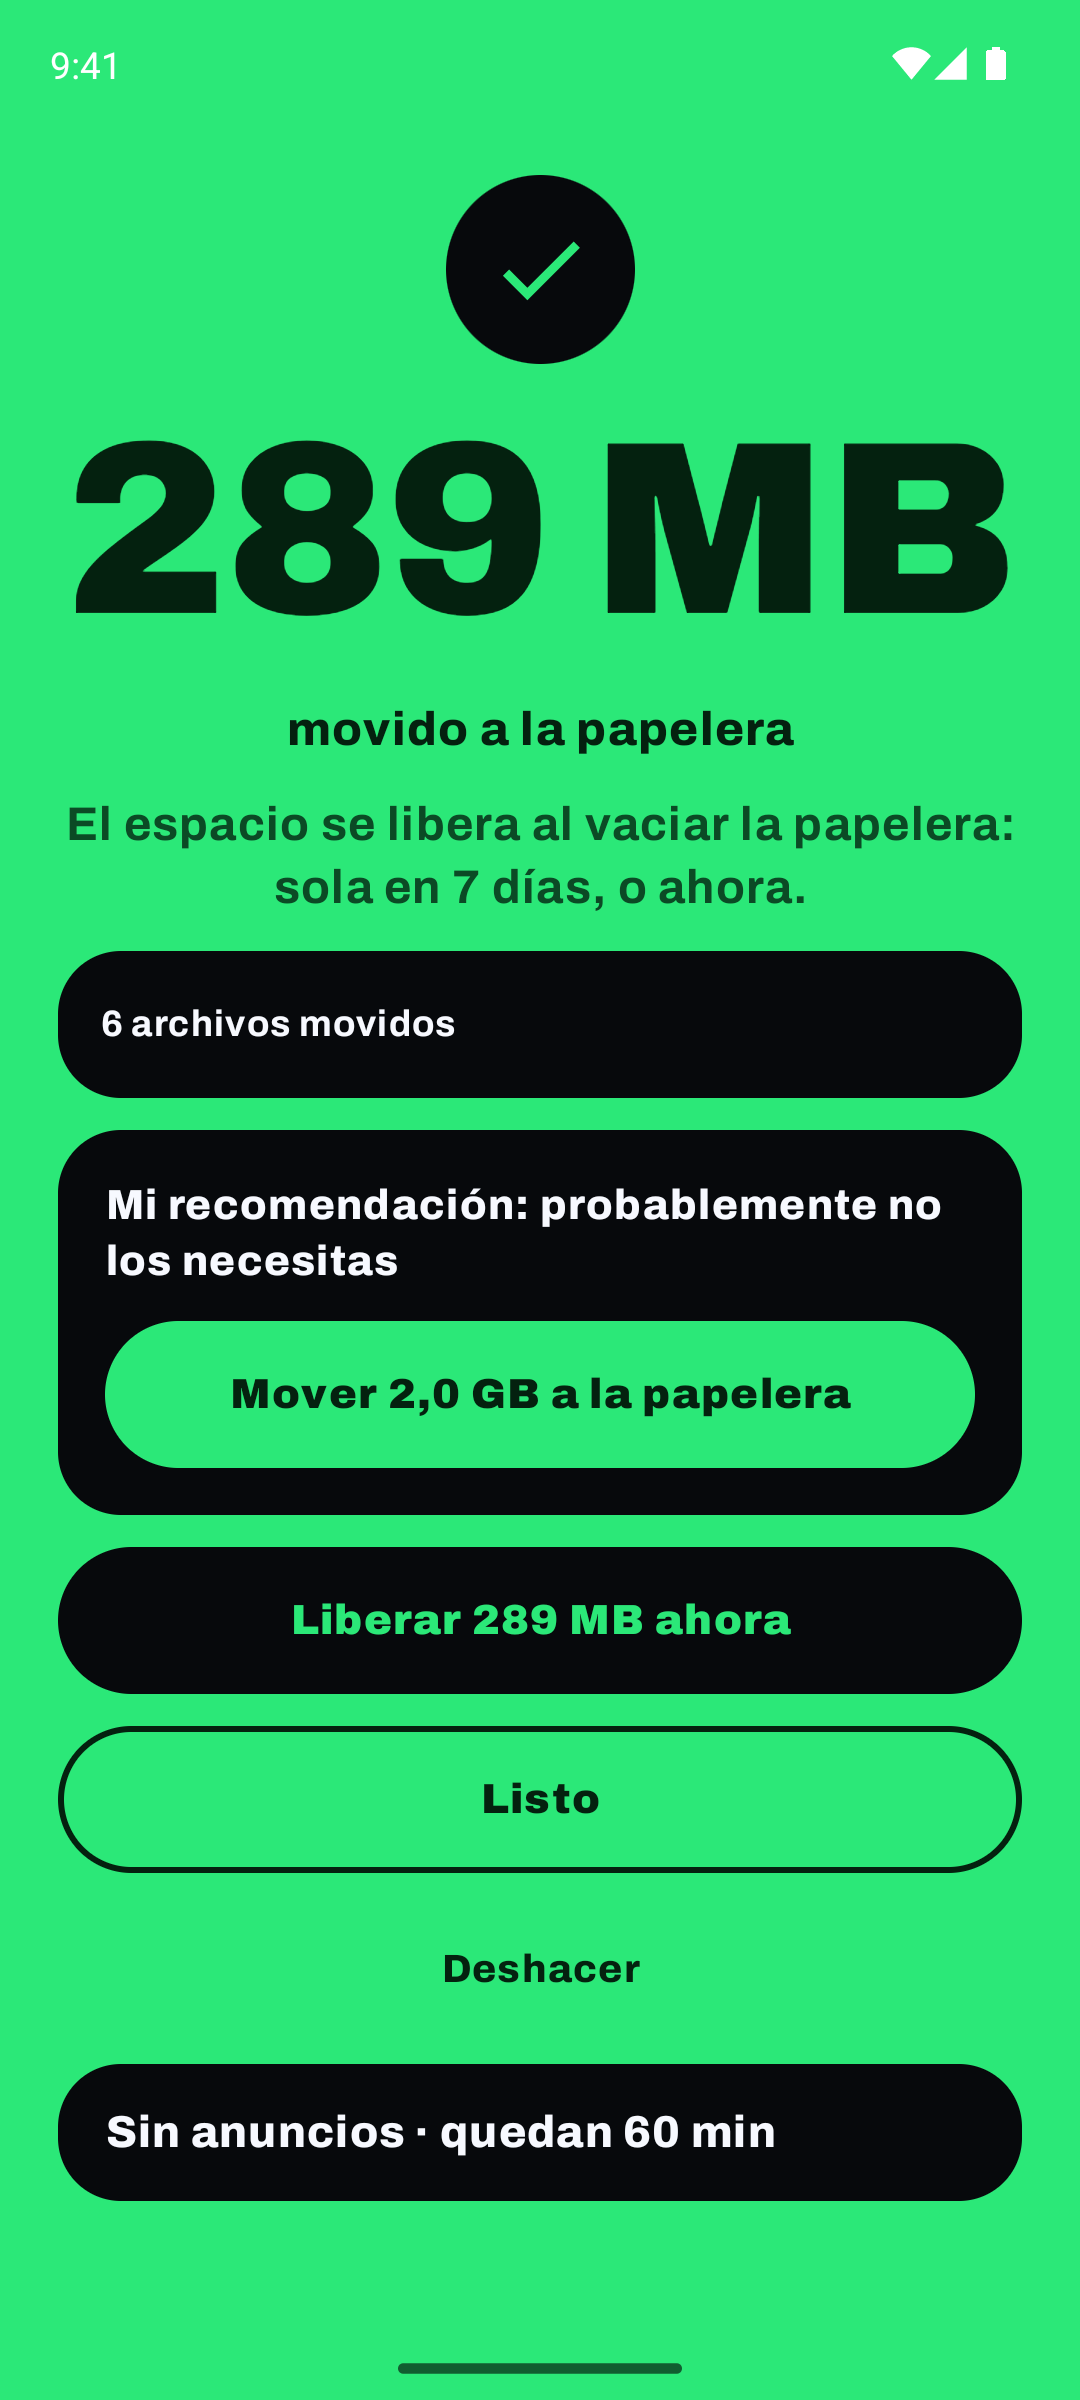 9:41
289 MB
movido a la papelera
El espacio se libera al vaciar la papelera:
sola en 7 días, o ahora.
6 archivos movidos
Mi recomendación: probablemente no
los necesitas
Mover 2,0 GB a la papelera
Liberar 289 MB ahora
Listo
Deshacer
Sin anuncios · quedan 60 min